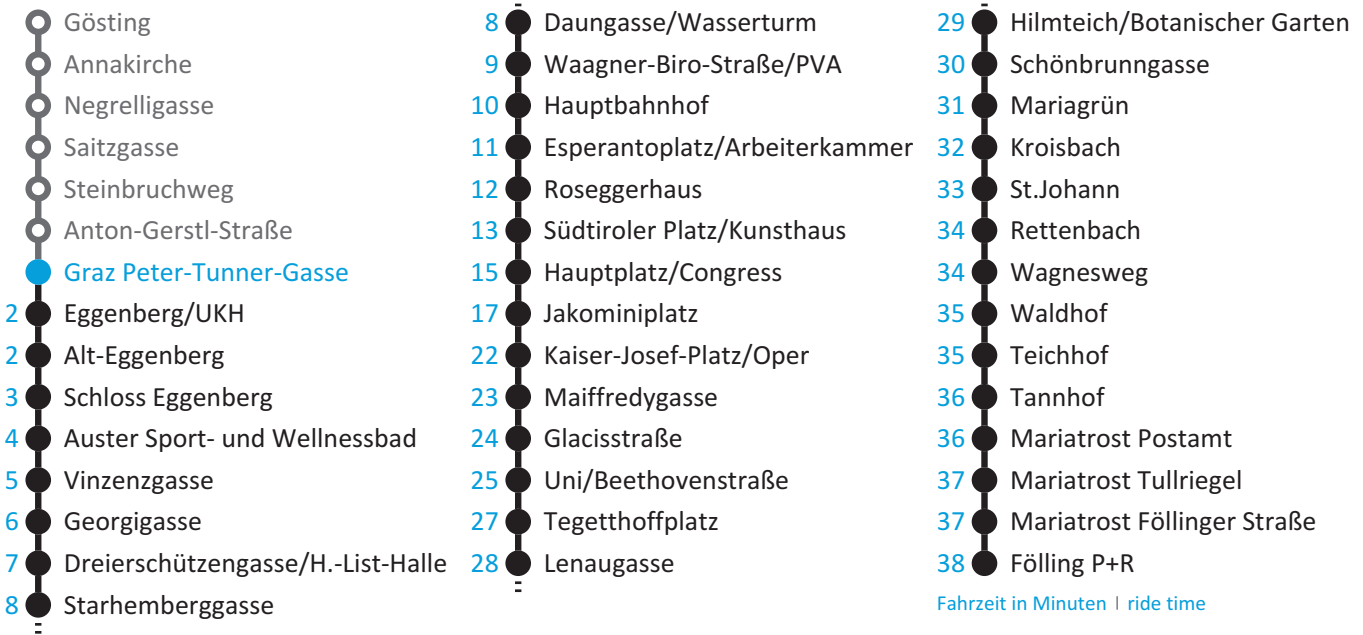 Gösting
Annakirche
Negrelligasse
Saitzgasse
Steinbruchweg
Anton-Gerstl-Straße
Graz Peter-Tunner-Gasse
2 Eggenberg/UKH
2 Alt-Eggenberg
3 Schloss Eggenberg
4 Auster Sport- und Wellnessbad
5 Vinzenzgasse
6 Georgigasse
7 Dreierschützengasse/H.-List-Halle
8 Starhemberggasse
8 Daungasse/Wasserturm
9 Waagner-Biro-Straße/PVA
10 Hauptbahnhof
11 Esperantoplatz/Arbeiterkammer
12 Roseggerhaus
13 Südtiroler Platz/Kunsthaus
15 Hauptplatz/Congress
17 Jakominiplatz
22 Kaiser-Josef-Platz/Oper
23 Maiffredygasse
24 Glacisstraße
25 Uni/Beethovenstraße
27 Tegetthoffplatz
28 Lenaugasse
29 Hilmteich/Botanischer Garten
30 Schönbrunngasse
31 Mariagrün
32 Kroisbach
33 St.Johann
34 Rettenbach
34 Wagnesweg
35 Waldhof
35 Teichhof
36 Tannhof
36 Mariatrost Postamt
37 Mariatrost Tullriegel
37 Mariatrost Föllinger Straße
38 Fölling P+R
Fahrzeit in Minuten | ride time